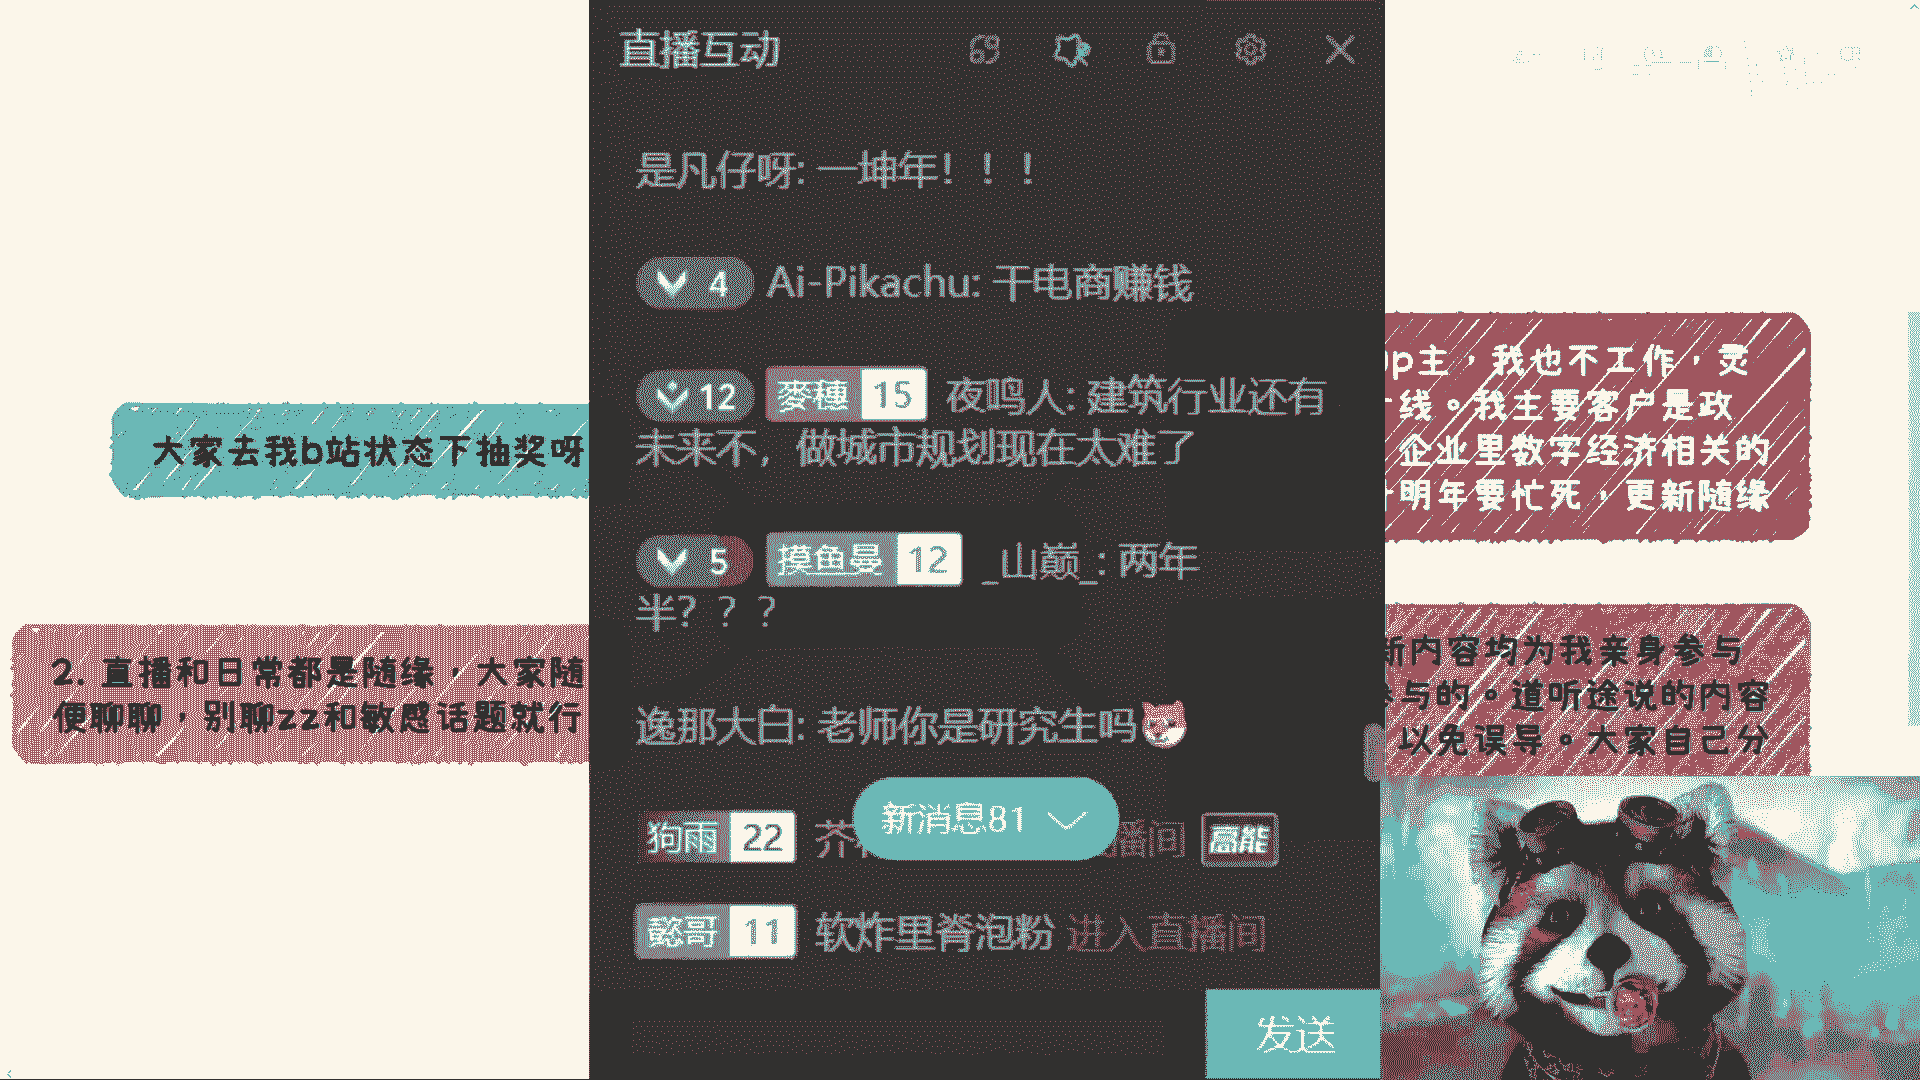 直播互动
是凡仔呀: 一坤年！！！
4 Ai-Pikachu: 干电商赚钱
12 麥穗 15 夜鸣人: 建筑行业还有
未来不，做城市规划现在太难了
5 摸鱼曼 12 _山巅_: 两年
半？？？
逸那大白: 老师你是研究生吗
新消息81
狗雨 22 芥 播间 高能
懿哥 11 软炸里脊泡粉 进入直播间
发送
大家去我b站状态下抽奖呀
2. 直播和日常都是随缘，大家随
便聊聊，别聊zz和敏感话题就行
p主，我也不工作，灵
线。我主要客户是政
企业里数字经济相关的
明年要忙死，更新随缘
新内容均为我亲身参与
参与的。道听途说的内容
以免误导。大家自己分